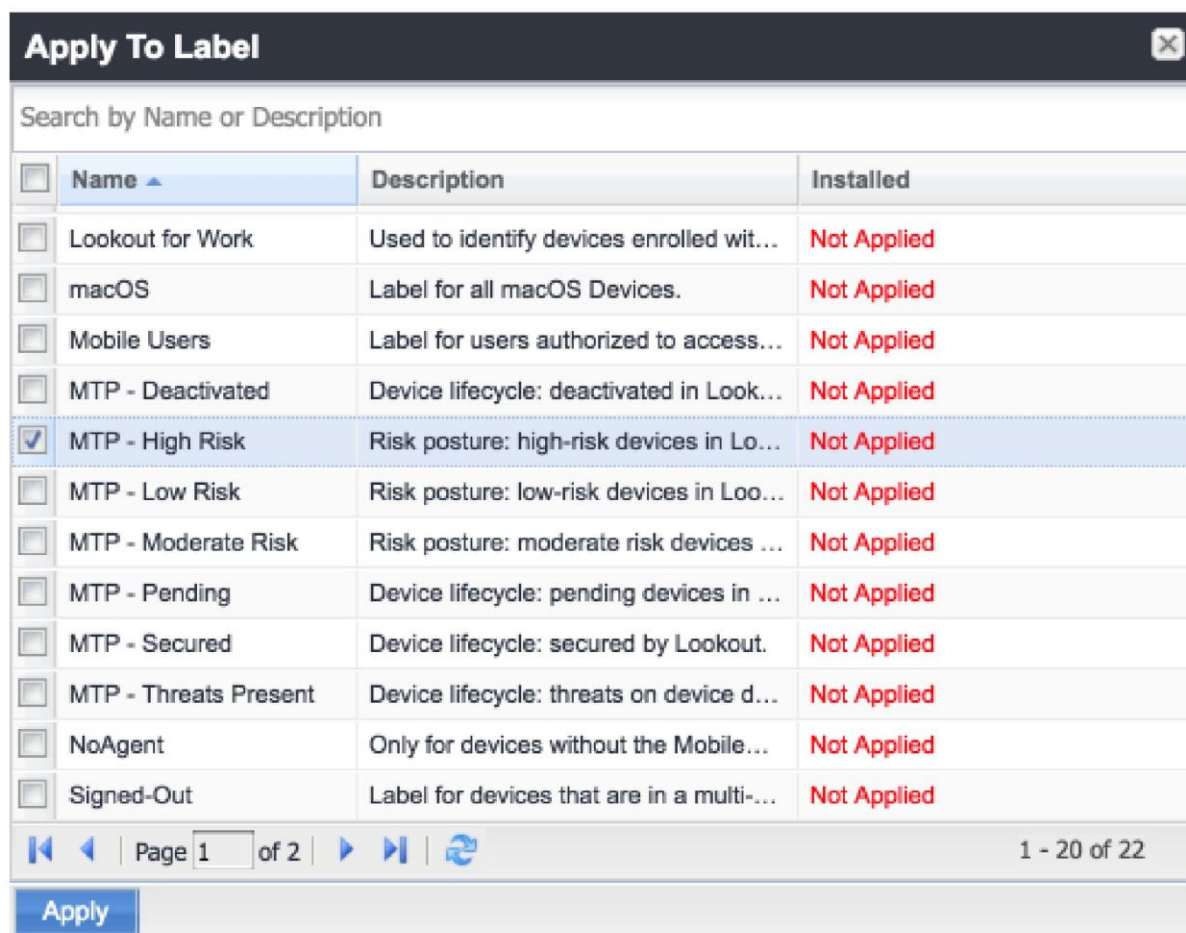 Apply To Label
Search by Name or Description
Name Description Installed
Lookout for Work Used to identify devices enrolled wit... Not Applied
macOS Label for all macOS Devices. Not Applied
Mobile Users Label for users authorized to access... Not Applied
MTP - Deactivated Device lifecycle: deactivated in Look... Not Applied
MTP - High Risk Risk posture: high-risk devices in Lo... Not Applied
MTP - Low Risk Risk posture: low-risk devices in Loo... Not Applied
MTP - Moderate Risk Risk posture: moderate risk devices ... Not Applied
MTP - Pending Device lifecycle: pending devices in ... Not Applied
MTP - Secured Device lifecycle: secured by Lookout. Not Applied
MTP - Threats Present Device lifecycle: threats on device d... Not Applied
NoAgent Only for devices without the Mobile... Not Applied
Signed-Out Label for devices that are in a multi-... Not Applied
Page 1 of 2 1 - 20 of 22
Apply